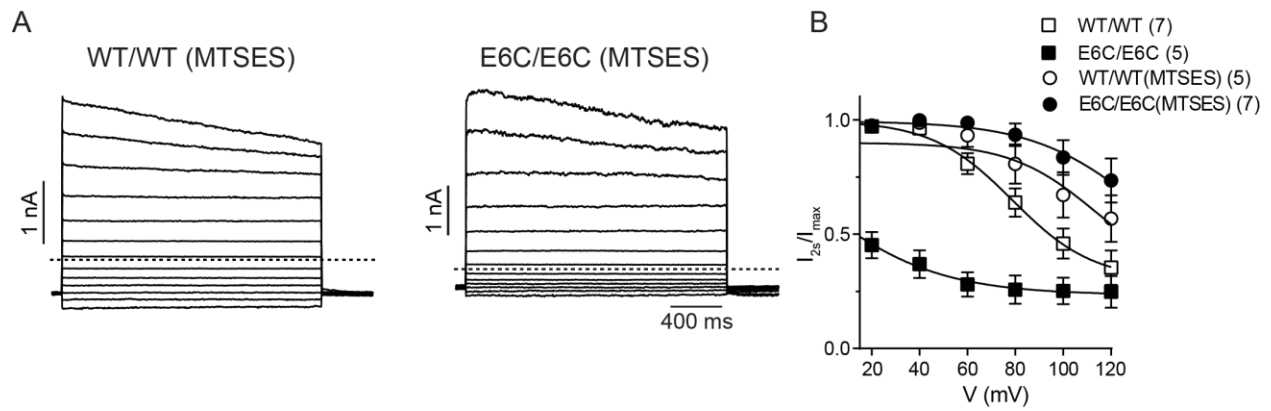 A
WT/WT (MTSES)
E6C/E6C (MTSES)
1 nA
1 nA
400 ms
B
WT/WT (7)
E6C/E6C (5)
WT/WT(MTSES) (5)
E6C/E6C(MTSES) (7)
I2s/Imax
1.0
0.5
0.0
20 40 60 80 100 120
V (mV)